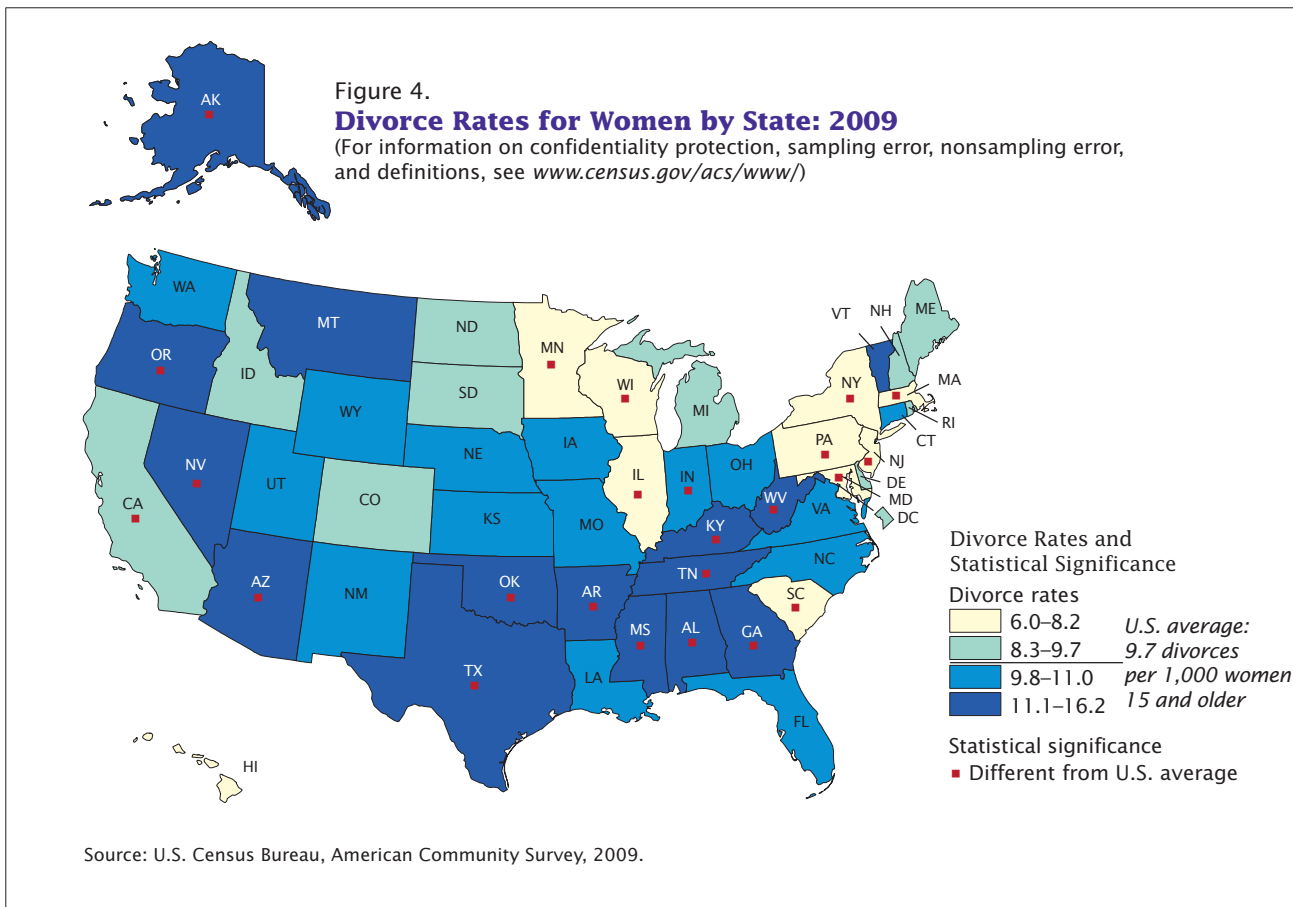 AK
Figure 4.
Divorce Rates for Women by State: 2009
(For information on confidentiality protection, sampling error, nonsampling error,
and definitions, see www.census.gov/acs/www/)
WA
OR
MT
ID
WY
ND
SD
MN
WI
MI
NY
VT
NH
ME
MA
RI
CT
NJ
DE
MD
DC
PA
NV
UT
CO
CA
NE
KS
IA
MO
IL
IN
OH
WV
VA
KY
NC
TN
SC
AZ
NM
OK
AR
TX
LA
MS
AL
GA
FL
HI
Divorce Rates and
Statistical Significance
Divorce rates
6.0–8.2
8.3–9.7
9.8–11.0
11.1–16.2
U.S. average:
9.7 divorces
per 1,000 women
15 and older
Statistical significance
Different from U.S. average
Source: U.S. Census Bureau, American Community Survey, 2009.